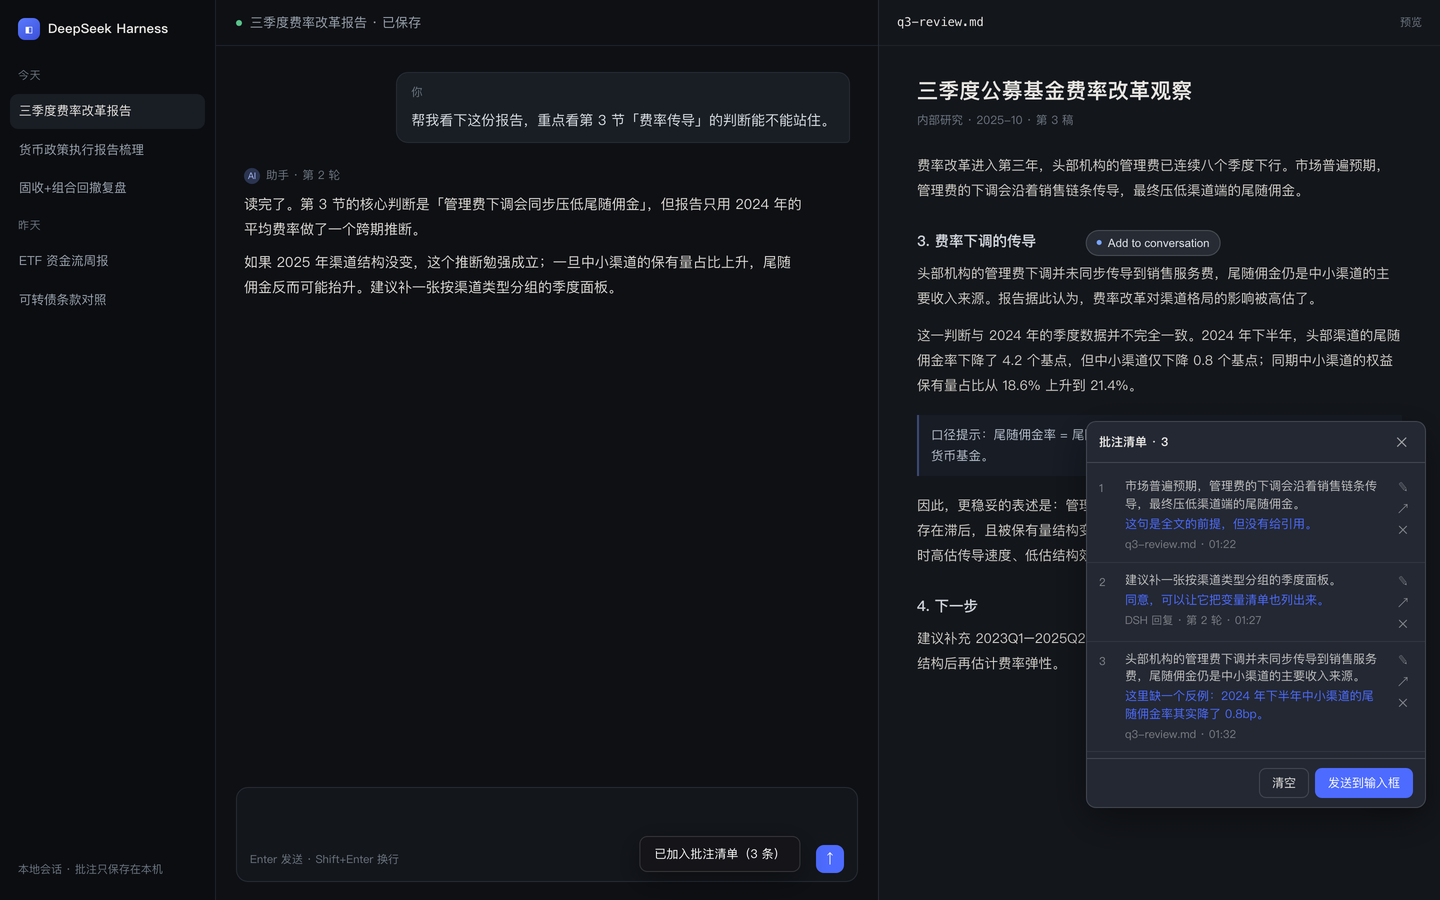 DeepSeek Harness
今天
三季度费率改革报告
货币政策执行报告梳理
固收+组合回撤复盘
昨天
ETF 资金流周报
可转债条款对照
本地会话 · 批注只保存在本机
三季度费率改革报告 · 已保存
你
帮我看下这份报告，重点看第 3 节「费率传导」的判断能不能站住。
AI 助手 · 第 2 轮
读完了。第 3 节的核心判断是「管理费下调会同步压低尾随佣金」，但报告只用 2024 年的
平均费率做了一个跨期推断。
如果 2025 年渠道结构没变，这个推断勉强成立；一旦中小渠道的保有量占比上升，尾随
佣金反而可能抬升。建议补一张按渠道类型分组的季度面板。
Enter 发送 · Shift+Enter 换行
已加入批注清单（3 条）
↑
q3-review.md
预览
三季度公募基金费率改革观察
内部研究 · 2025-10 · 第 3 稿
费率改革进入第三年，头部机构的管理费已连续八个季度下行。市场普遍预期，
管理费的下调会沿着销售链条传导，最终压低渠道端的尾随佣金。
3. 费率下调的传导
Add to conversation
头部机构的管理费下调并未同步传导到销售服务费，尾随佣金仍是中小渠道的主
要收入来源。报告据此认为，费率改革对渠道格局的影响被高估了。
这一判断与 2024 年的季度数据并不完全一致。2024 年下半年，头部渠道的尾随
佣金率下降了 4.2 个基点，但中小渠道仅下降 0.8 个基点；同期中小渠道的权益
保有量占比从 18.6% 上升到 21.4%。
口径提示：尾随佣金率 = 尾
货币基金。
因此，更稳妥的表述是：管理
存在滞后，且被保有量结构变
时高估传导速度、低估结构效
4. 下一步
建议补充 2023Q1—2025Q2
结构后再估计费率弹性。
批注清单 · 3
1
市场普遍预期，管理费的下调会沿着销售链条传
导，最终压低渠道端的尾随佣金。
这句是全文的前提，但没有给引用。
q3-review.md · 01:22
2
建议补一张按渠道类型分组的季度面板。
同意，可以让它把变量清单也列出来。
DSH 回复 · 第 2 轮 · 01:27
3
头部机构的管理费下调并未同步传导到销售服务
费，尾随佣金仍是中小渠道的主要收入来源。
这里缺一个反例：2024 年下半年中小渠道的尾
随佣金率其实降了 0.8bp。
q3-review.md · 01:32
清空
发送到输入框